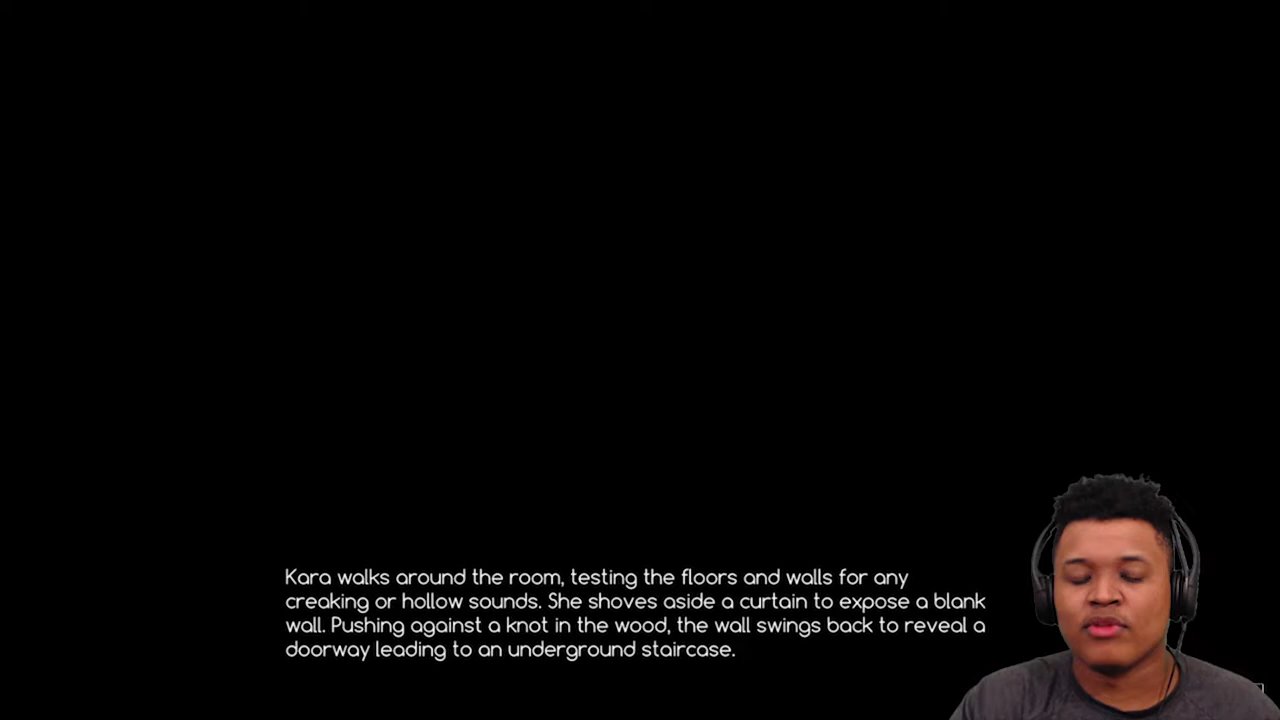 Kara walks around the room, testing the floors and walls for any
creaking or hollow sounds. She shoves aside a curtain to expose a blank
wall. Pushing against a knot in the wood, the wall swings back to reveal a
doorway leading to an underground staircase.